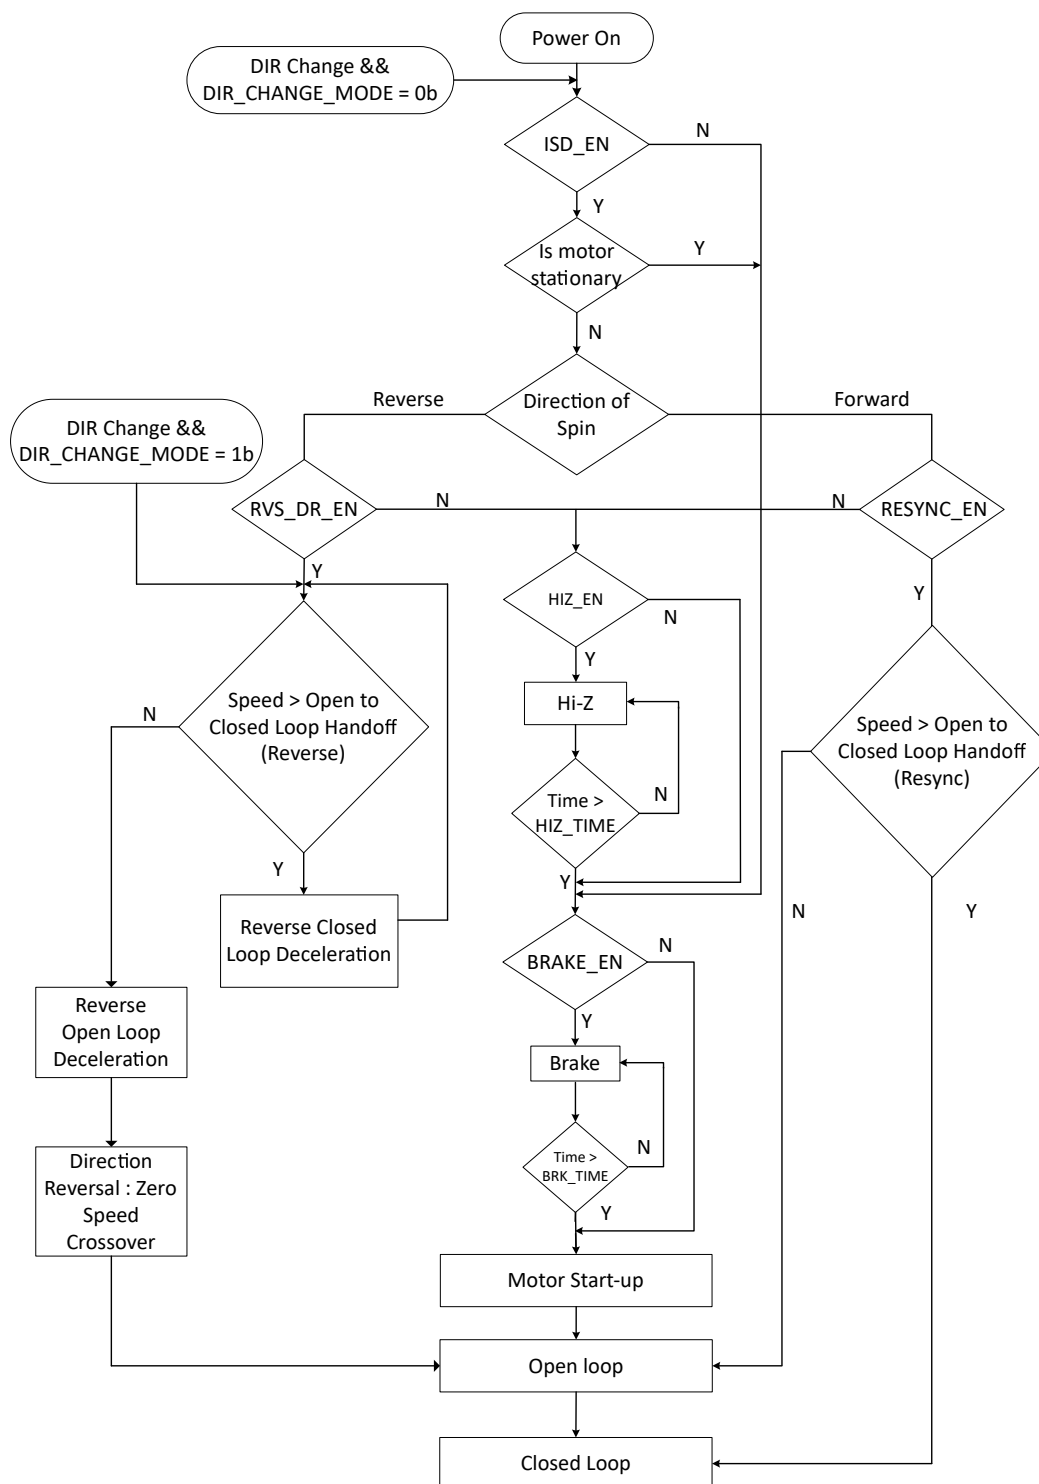 Power On
DIR Change &&
DIR_CHANGE_MODE = 0b
ISD_EN
N
Y
Is motor
stationary
Y
N
Reverse
Direction of
Spin
Forward
DIR Change &&
DIR_CHANGE_MODE = 1b
RVS_DR_EN
N
N
RESYNC_EN
Y
Y
HIZ_EN
N
Y
Hi-Z
Speed > Open to
Closed Loop Handoff
(Reverse)
N
Y
Speed > Open to
Closed Loop Handoff
(Resync)
Time >
HIZ_TIME
N
Y
N
Y
Reverse Closed
Loop Deceleration
BRAKE_EN
N
Y
Reverse
Open Loop
Deceleration
Brake
Time >
BRK_TIME
N
Y
Direction
Reversal : Zero
Speed
Crossover
Motor Start-up
Open loop
Closed Loop